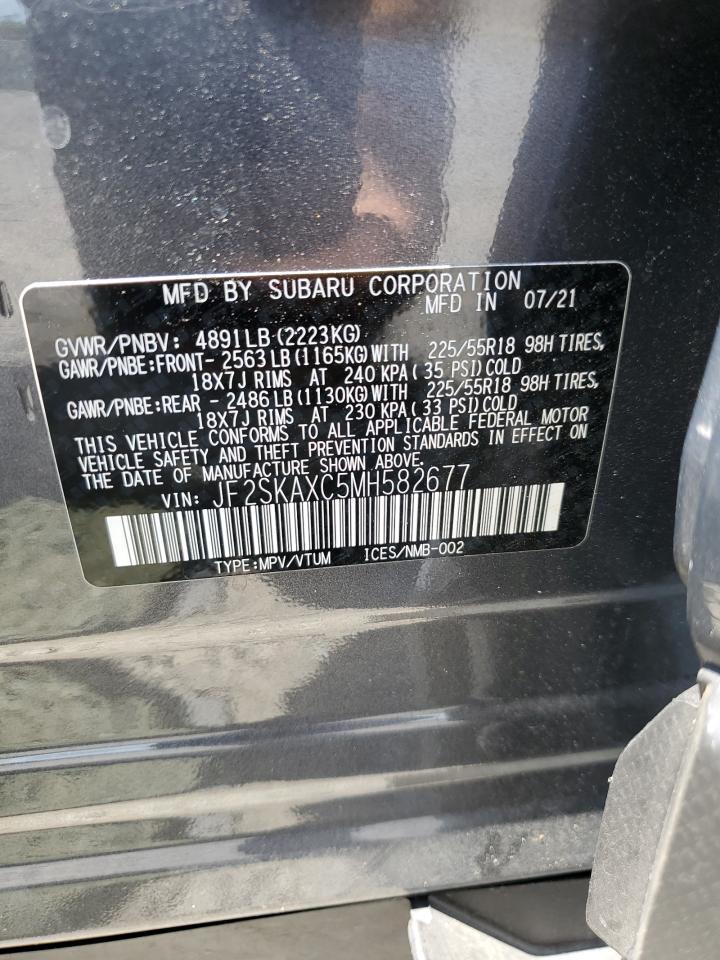 MFD BY SUBARU CORPORATION
MFD IN 07/21
GVWR/PNBV: 4891LB(2223KG)
GAWR/PNBE:FRONT- 2563LB(1165KG)WITH 225/55R18 98H TIRES,
18X7J RIMS AT 240 KPA( 35 PSI)COLD
GAWR/PNBE:REAR - 2486LB(1130KG)WITH 225/55R18 98H TIRES,
18X7J RIMS AT 230 KPA( 33 PSI)COLD
THIS VEHICLE CONFORMS TO ALL APPLICABLE FEDERAL MOTOR
VEHICLE SAFETY AND THEFT PREVENTION STANDARDS IN EFFECT ON
THE DATE OF MANUFACTURE SHOWN ABOVE.
VIN: JF2SKAXC5MH582677
TYPE:MPV/VTUM ICES/NMB-002